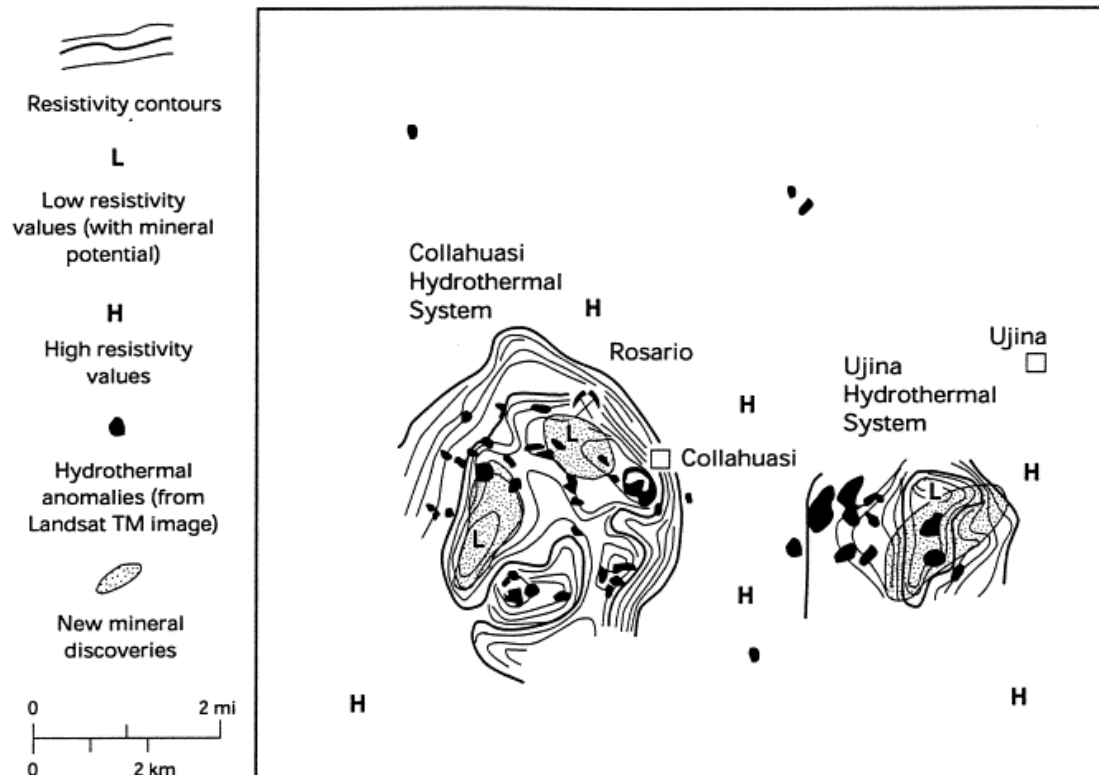 Resistivity contours
L
Low resistivity
values (with mineral
potential)
H
High resistivity
values
Hydrothermal
anomalies (from
Landsat TM image)
New mineral
discoveries
0 2 mi
0 2 km
Collahuasi
Hydrothermal
System
H
Rosario
Ujina
Ujina
Hydrothermal
System
H
L
Collahuasi
H
L
L
H
H
H